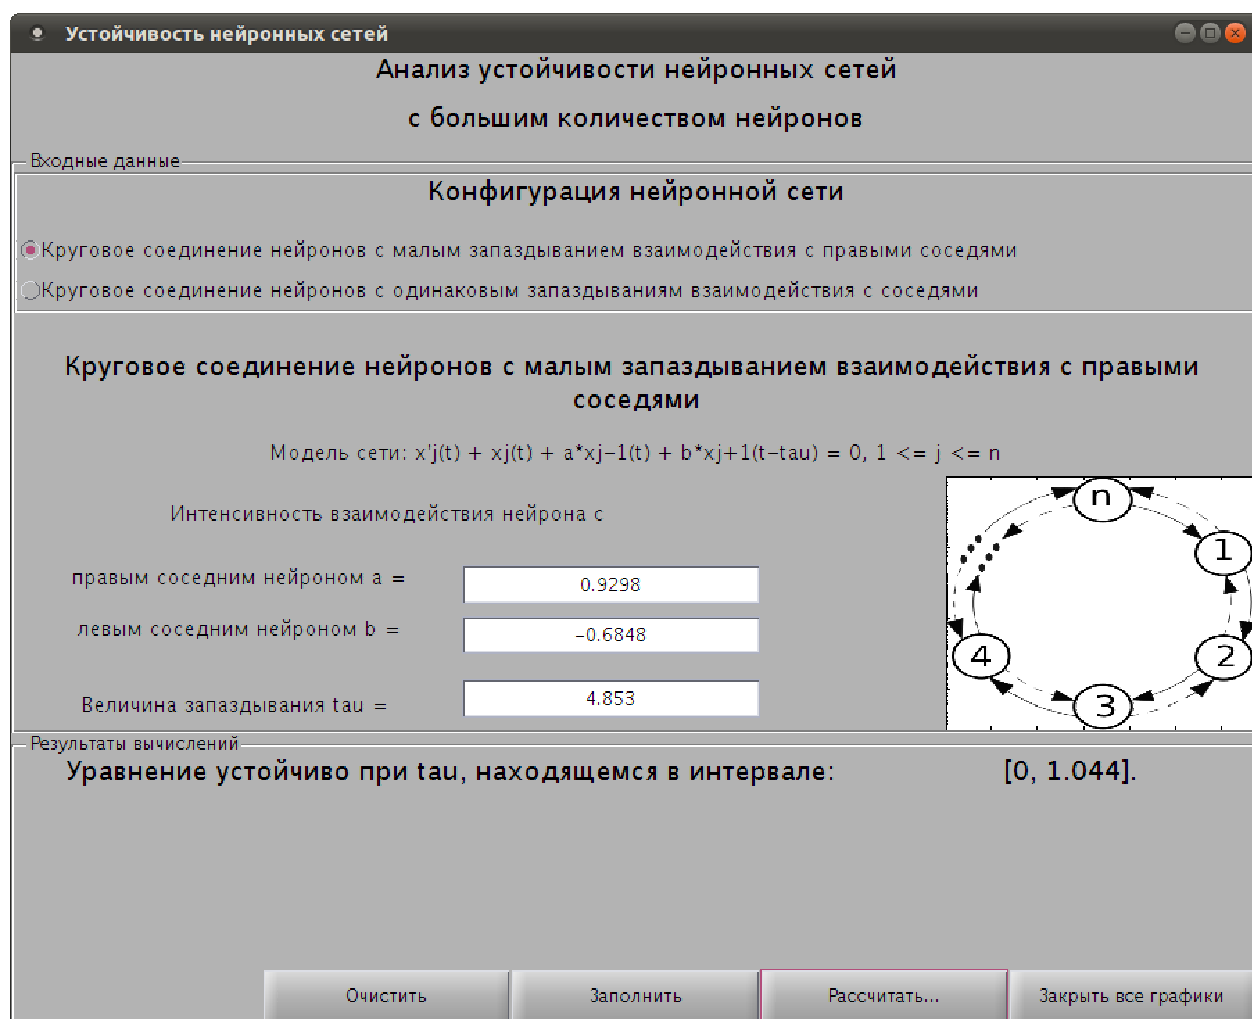 Устойчивость нейронных сетей
Анализ устойчивости нейронных сетей
с большим количеством нейронов
Входные данные
Конфигурация нейронной сети
Круговое соединение нейронов с малым запаздыванием взаимодействия с правыми соседями
Круговое соединение нейронов с одинаковым запаздываниям взаимодействия с соседями
Круговое соединение нейронов с малым запаздыванием взаимодействия с правыми
соседями
Модель сети: x'j(t) + xj(t) + a*xj-1(t) + b*xj+1(t-tau) = 0, 1 <= j <= n
Интенсивность взаимодействия нейрона с
правым соседним нейроном a =
0.9298
левым соседним нейроном b =
-0.6848
Величина запаздывания tau =
4.853
n
1
2
3
4
Результаты вычислений
Уравнение устойчиво при tau, находящемся в интервале: [0, 1.044].
Очистить
Заполнить
Рассчитать...
Закрыть все графики